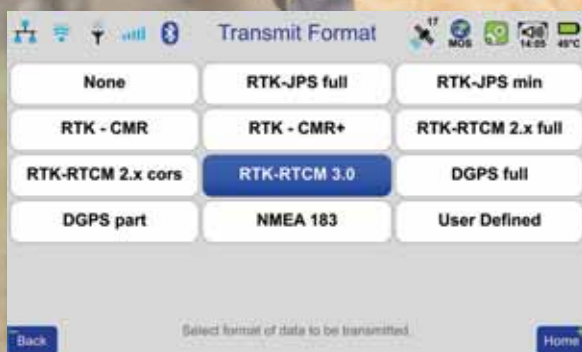 Transmit Format
17
MOS
14:05
45°C
None
RTK-JPS full
RTK-JPS min
RTK - CMR
RTK - CMR+
RTK-RTCM 2.x full
RTK-RTCM 2.x cors
RTK-RTCM 3.0
DGPS full
DGPS part
NMEA 183
User Defined
Select format of data to be transmitted.
Back
Home